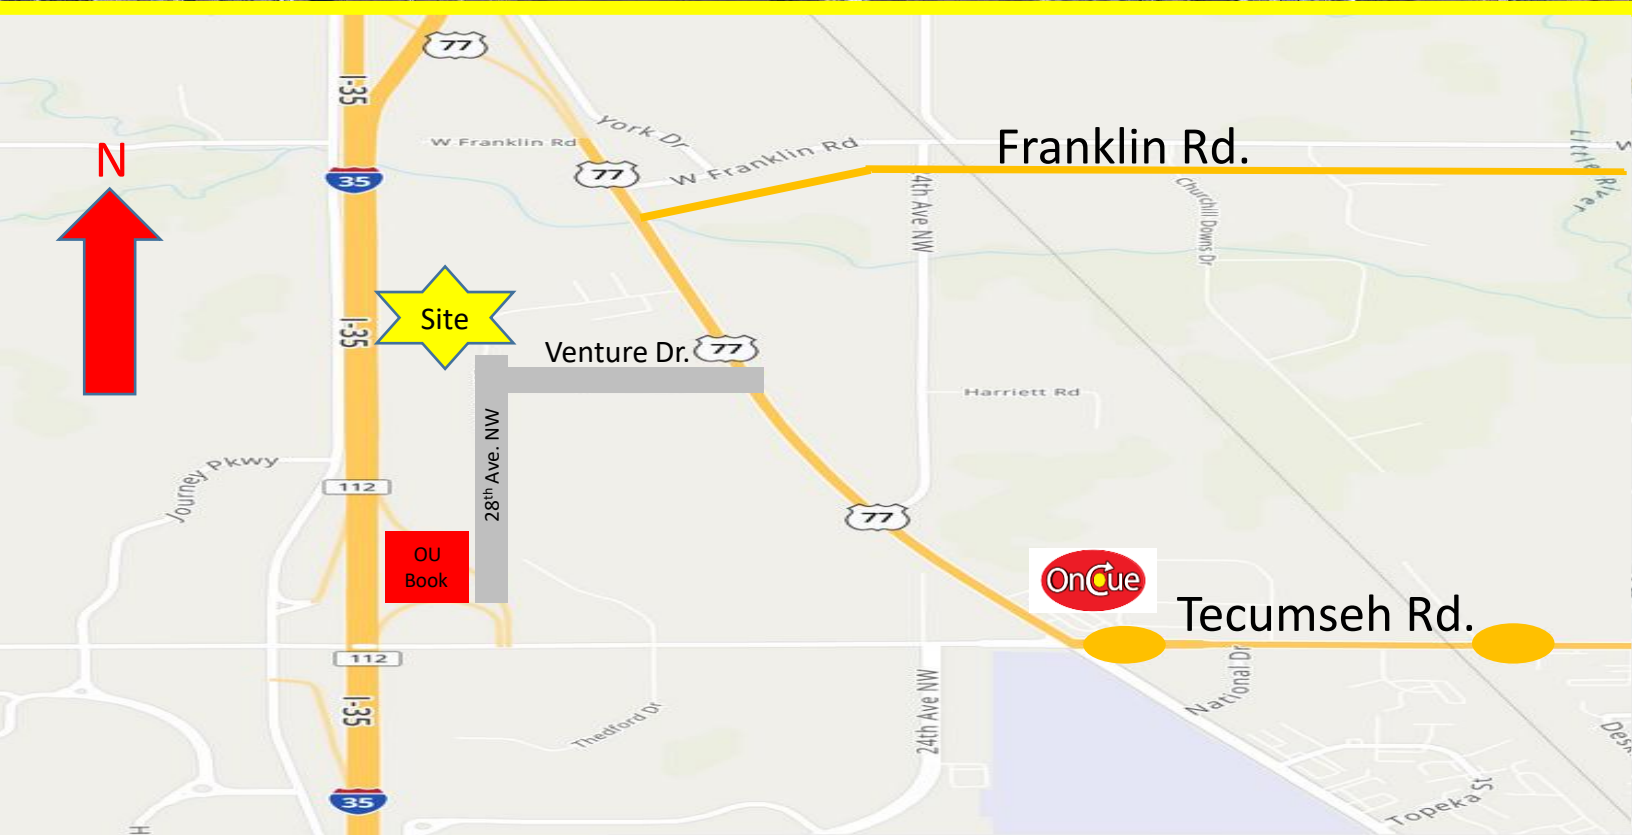 77
I-35
York Dr
W Franklin Rd
W Franklin Rd
Franklin Rd.
W
Little River
N
35
77
4th Ave NW
Churchill Downs Dr
Site
I-35
Venture Dr.
77
Harriett Rd
28th Ave. NW
Journey Pkwy
112
77
OU
Book
OnCue
Tecumseh Rd.
112
National Dr
24th Ave NW
I-35
Thedford Dr
Desk
35
Topeka St
H